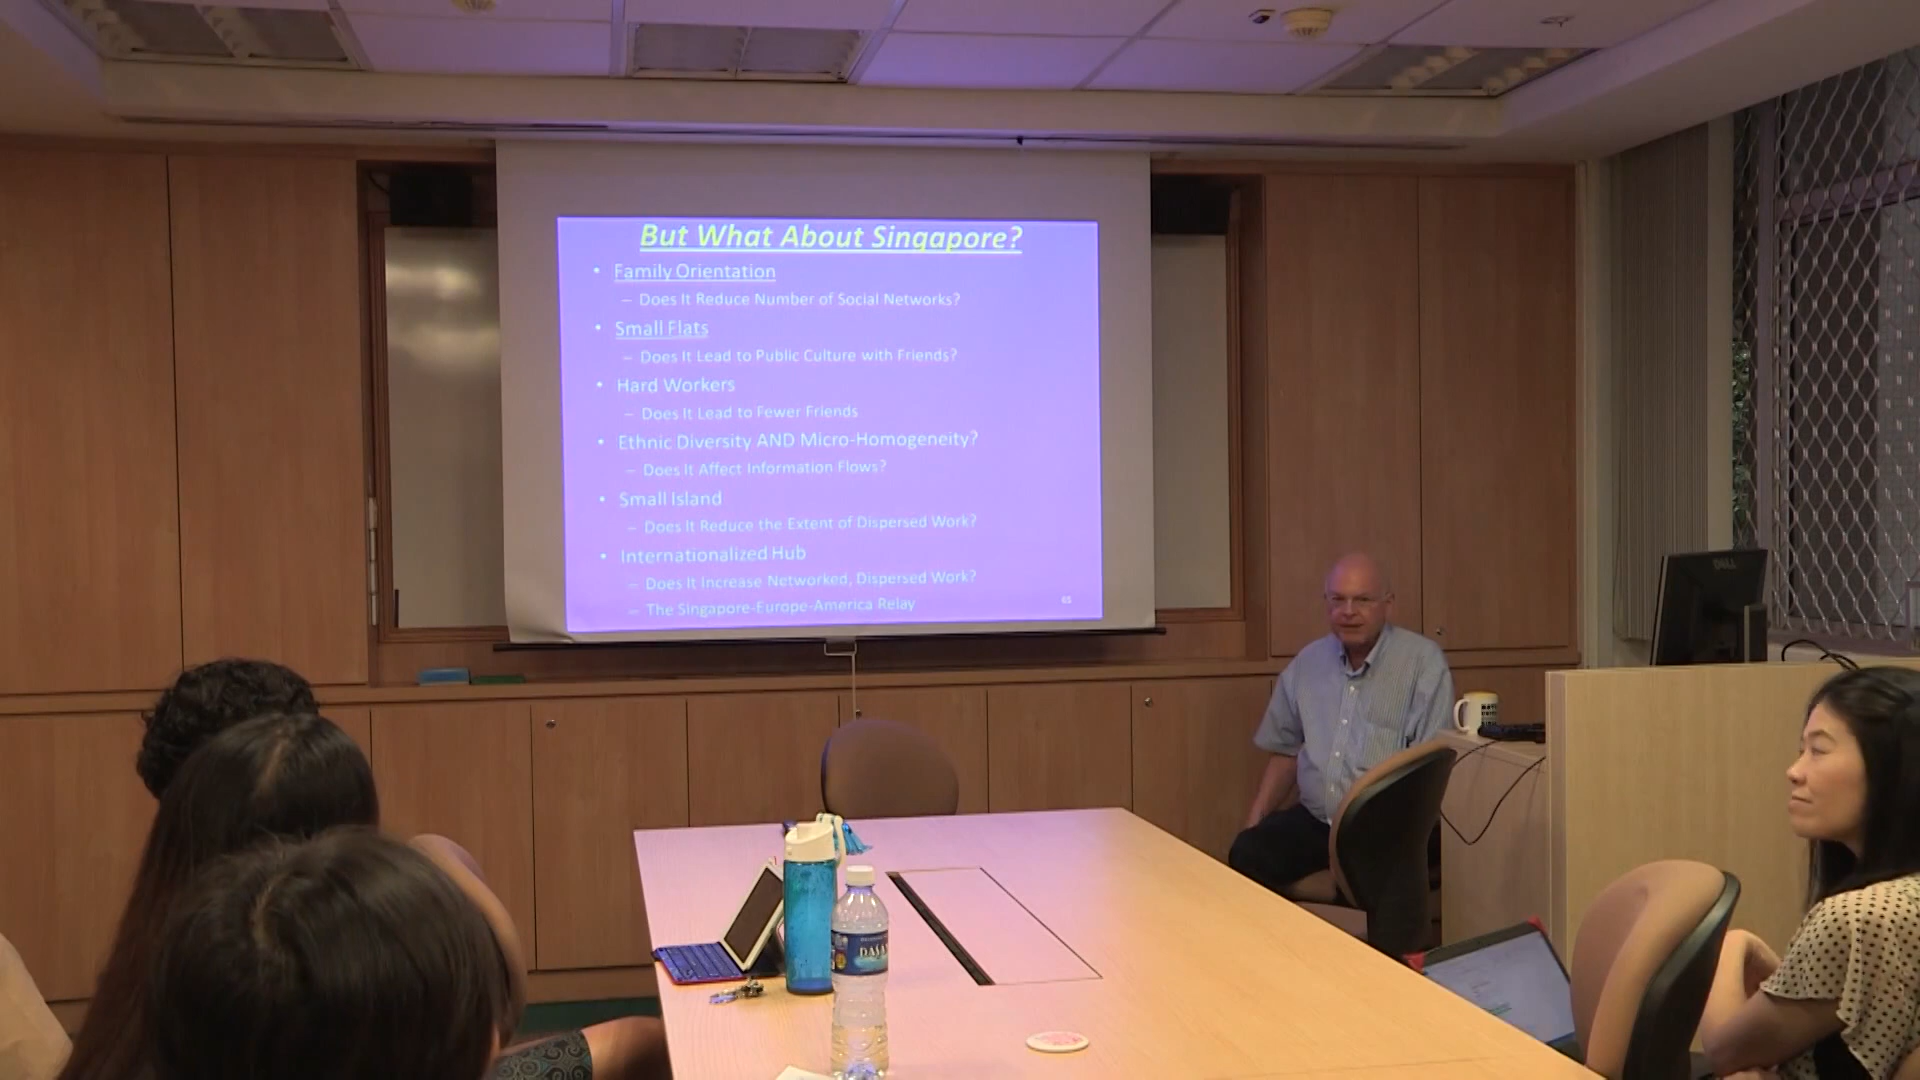 But What About Singapore?
• Family Orientation
– Does It Reduce Number of Social Networks?
• Small Flats
– Does It Lead to Public Culture with Friends?
• Hard Workers
– Does It Lead to Fewer Friends
• Ethnic Diversity AND Micro-Homogeneity?
– Does It Affect Information Flows?
• Small Island
– Does It Reduce the Extent of Dispersed Work?
• Internationalized Hub
– Does It Increase Networked, Dispersed Work?
– The Singapore-Europe-America Relay
65
DELL
DASA